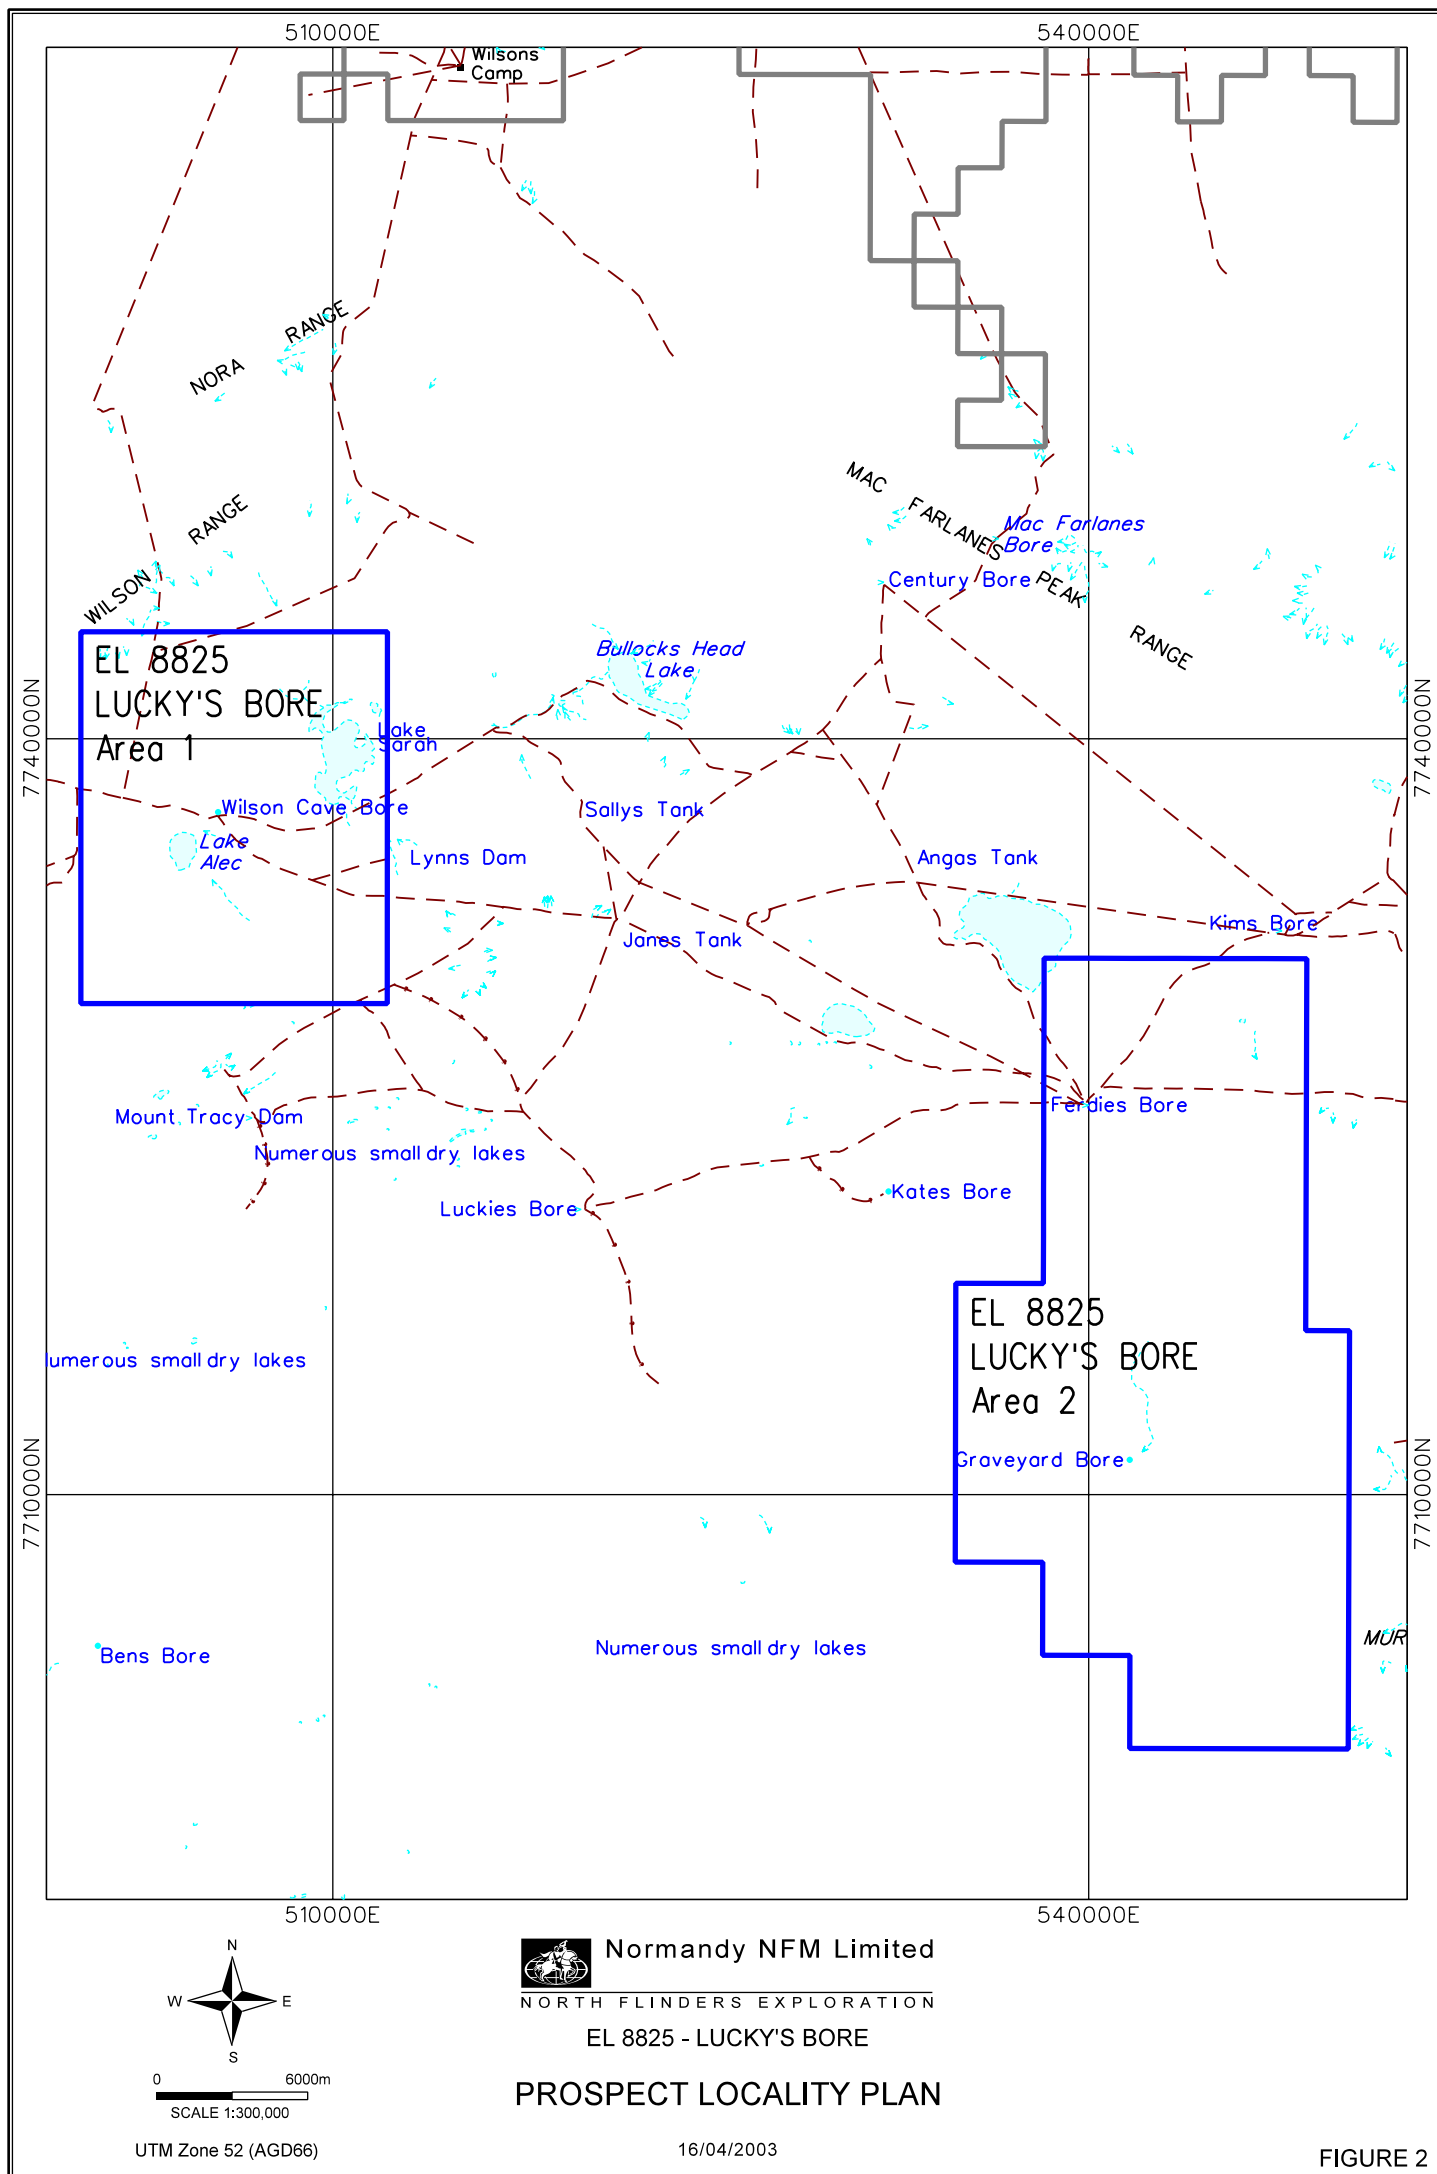 510000E
540000E
Wilsons
Camp
NORA RANGE
WILSON RANGE
MAC FARLANES PEAK RANGE
Mac Farlanes
Bore
Century Bore
Bullocks Head
Lake
EL 8825
LUCKY'S BORE
Area 1
Lake
Sarah
7740000N
7740000N
Wilson Cave Bore
Sallys Tank
Lake
Alec
Lynns Dam
Angas Tank
Kims Bore
Janes Tank
Mount Tracy Dam
Ferdies Bore
Numerous small dry lakes
Kates Bore
Luckies Bore
EL 8825
LUCKY'S BORE
Area 2
umerous small dry lakes
Graveyard Bore
7710000N
7710000N
MUR
Bens Bore
Numerous small dry lakes
510000E
540000E
N
W E
S
0 6000m
SCALE 1:300,000
UTM Zone 52 (AGD66)
Normandy NFM Limited
NORTH FLINDERS EXPLORATION
EL 8825 - LUCKY'S BORE
PROSPECT LOCALITY PLAN
16/04/2003
FIGURE 2